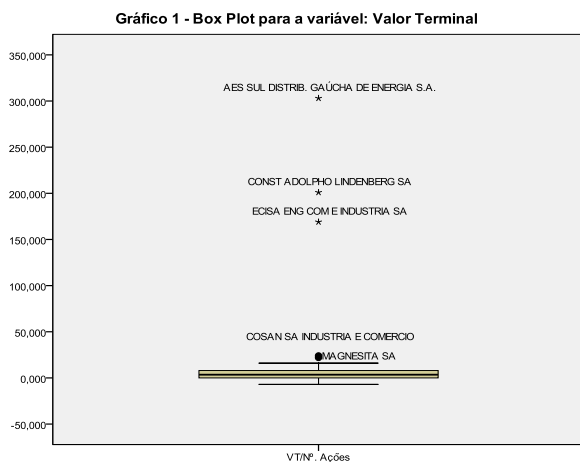 Gráfico 1 - Box Plot para a variável: Valor Terminal
350,000
300,000
250,000
200,000
150,000
100,000
50,000
0,000
-50,000
AES SUL DISTRIB. GAÚCHA DE ENERGIA S.A.
CONST ADOLPHO LINDENBERG SA
ECISA ENG COM E INDUSTRIA SA
COSAN SA INDUSTRIA E COMERCIO
MAGNESITA SA
VT/Nº. Ações